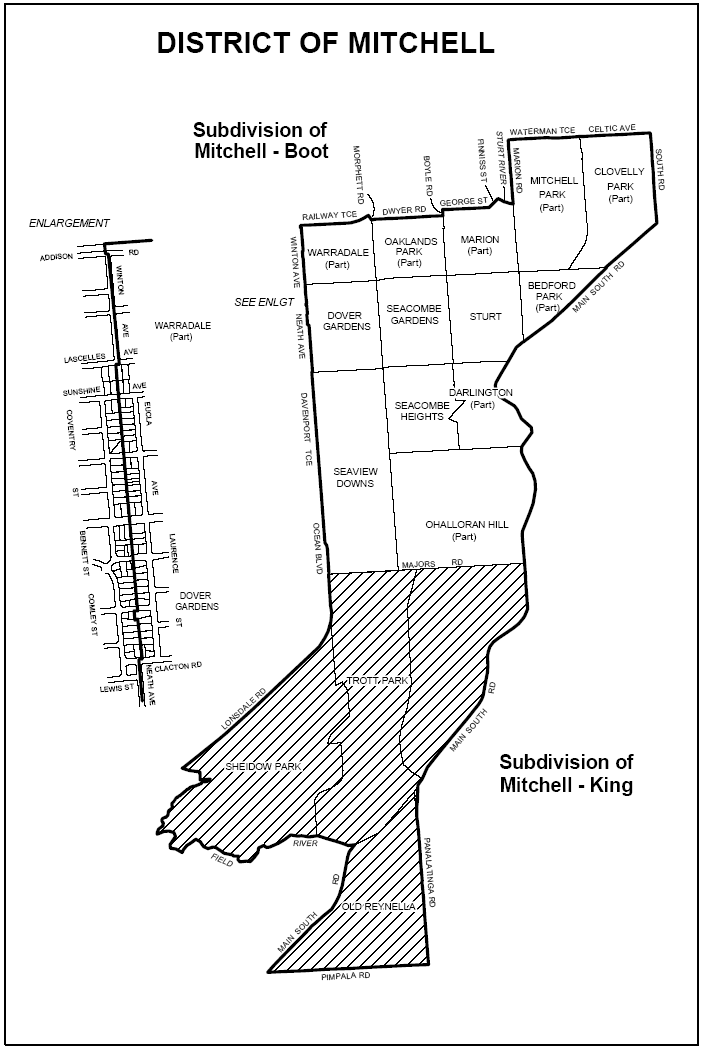 DISTRICT OF MITCHELL
Subdivision of
Mitchell - Boot
WATERMAN TCE
CELTIC AVE
MORPHETT RD
BOYLE RD
FINNISS ST
STURT RIVER
MARION RD
SOUTH RD
MITCHELL
PARK
(Part)
CLOVELLY
PARK
(Part)
RAILWAY TCE
DWYER RD
GEORGE ST
ENLARGEMENT
ADDISON
RD
WINTON
AVE
WARRADALE
(Part)
LASCELLES
AVE
SUNSHINE
AVE
COVENTRY
ST
EUCLA
AVE
BENNETT ST
LAURENCE
ST
COMLEY ST
DOVER
GARDENS
CLACTON RD
LEWIS ST
NEATH AVE
SEE ENLGT
WINTON AVE
NEATH AVE
DAVENPORT TCE
OCEAN BLVD
WARRADALE
(Part)
OAKLANDS
PARK
(Part)
MARION
(Part)
BEDFORD
PARK
(Part)
MAIN SOUTH RD
DOVER
GARDENS
SEACOMBE
GARDENS
STURT
DARLINGTON
(Part)
SEACOMBE
HEIGHTS
SEAVIEW
DOWNS
OHALLORAN HILL
(Part)
MAJORS RD
TROTT PARK
LONSDALE RD
MAIN SOUTH RD
SHEIDOW PARK
Subdivision of
Mitchell - King
FIELD
RIVER
PANALATINGA RD
OLD REYNELLA
MAIN SOUTH RD
PIMPALA RD